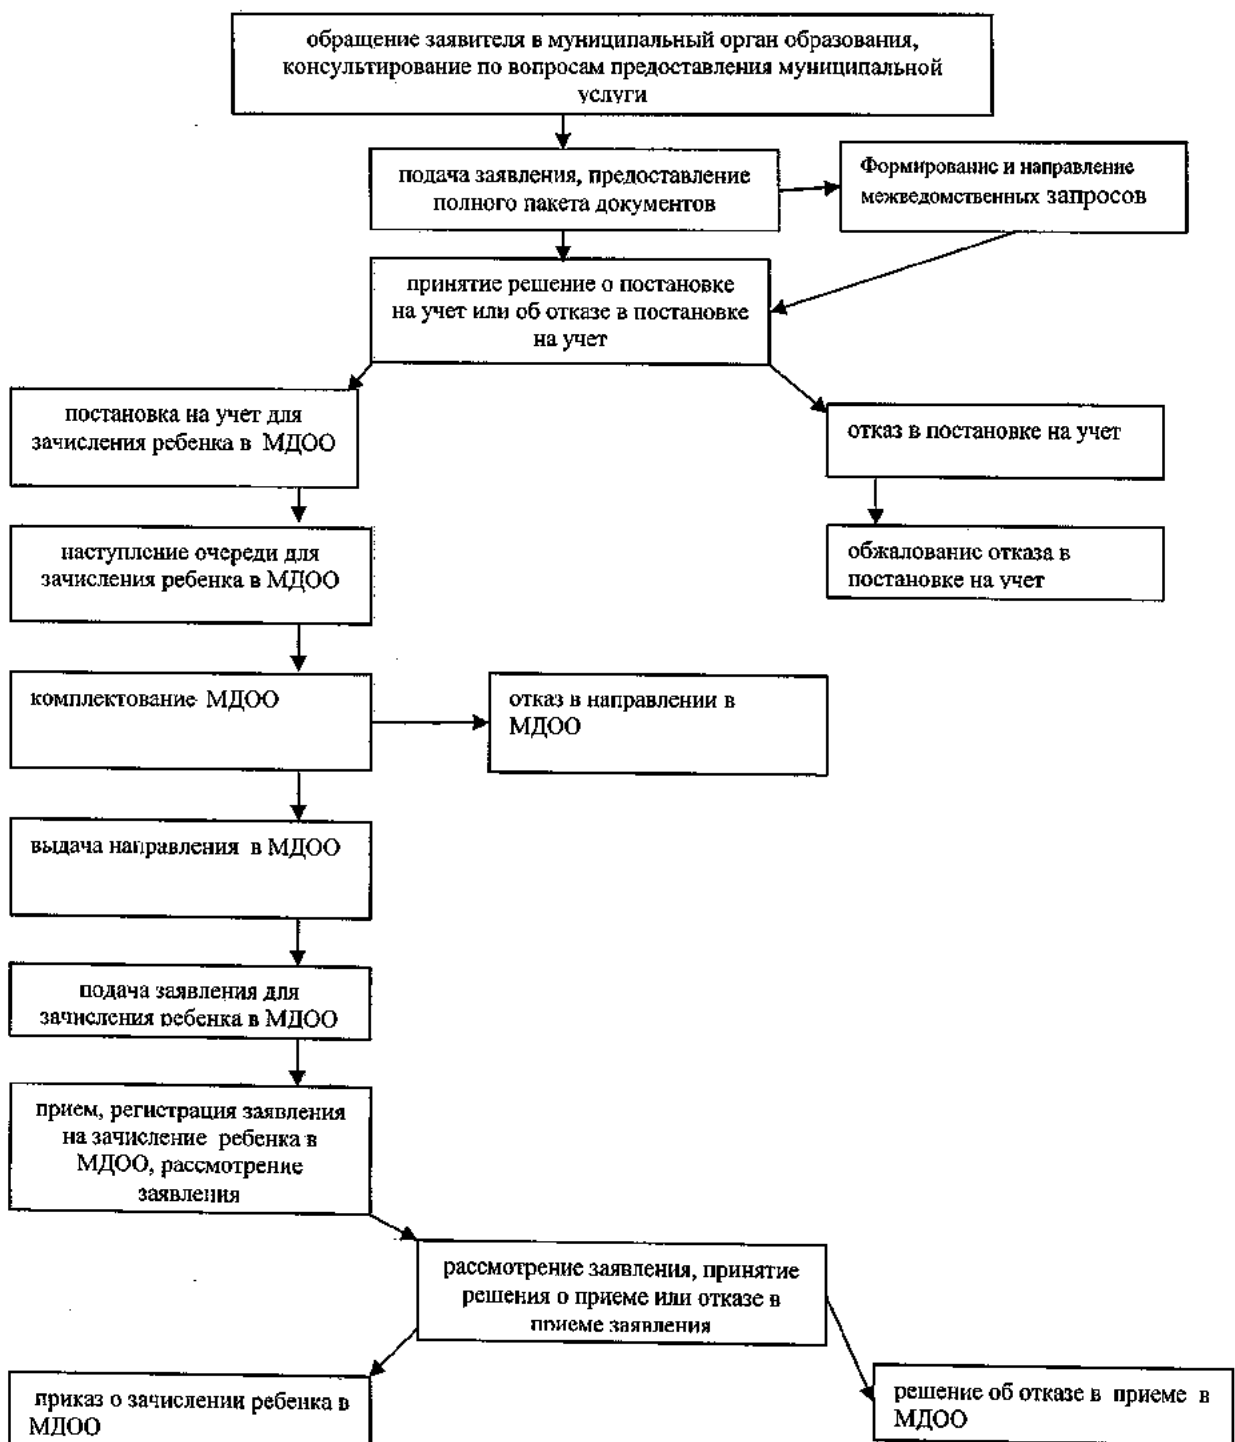 обращение заявителя в муниципальный орган образования,
консультирование по вопросам предоставления муниципальной
услуги
подача заявления, предоставление
полного пакета документов
Формирование и направление
межведомственных запросов
принятие решение о постановке
на учет или об отказе в постановке
на учет
постановка на учет для
зачисления ребенка в МДОО
отказ в постановке на учет
наступление очереди для
зачисления ребенка в МДОО
обжалование отказа в
постановке на учет
комплектование МДОО
отказ в направлении в
МДОО
выдача направления в МДОО
подача заявления для
зачисления ребенка в МДОО
прием, регистрация заявления
на зачисление ребенка в
МДОО, рассмотрение
заявления
рассмотрение заявления, принятие
решения о приеме или отказе в
приеме заявления
приказ о зачислении ребенка в
МДОО
решение об отказе в приеме в
МДОО